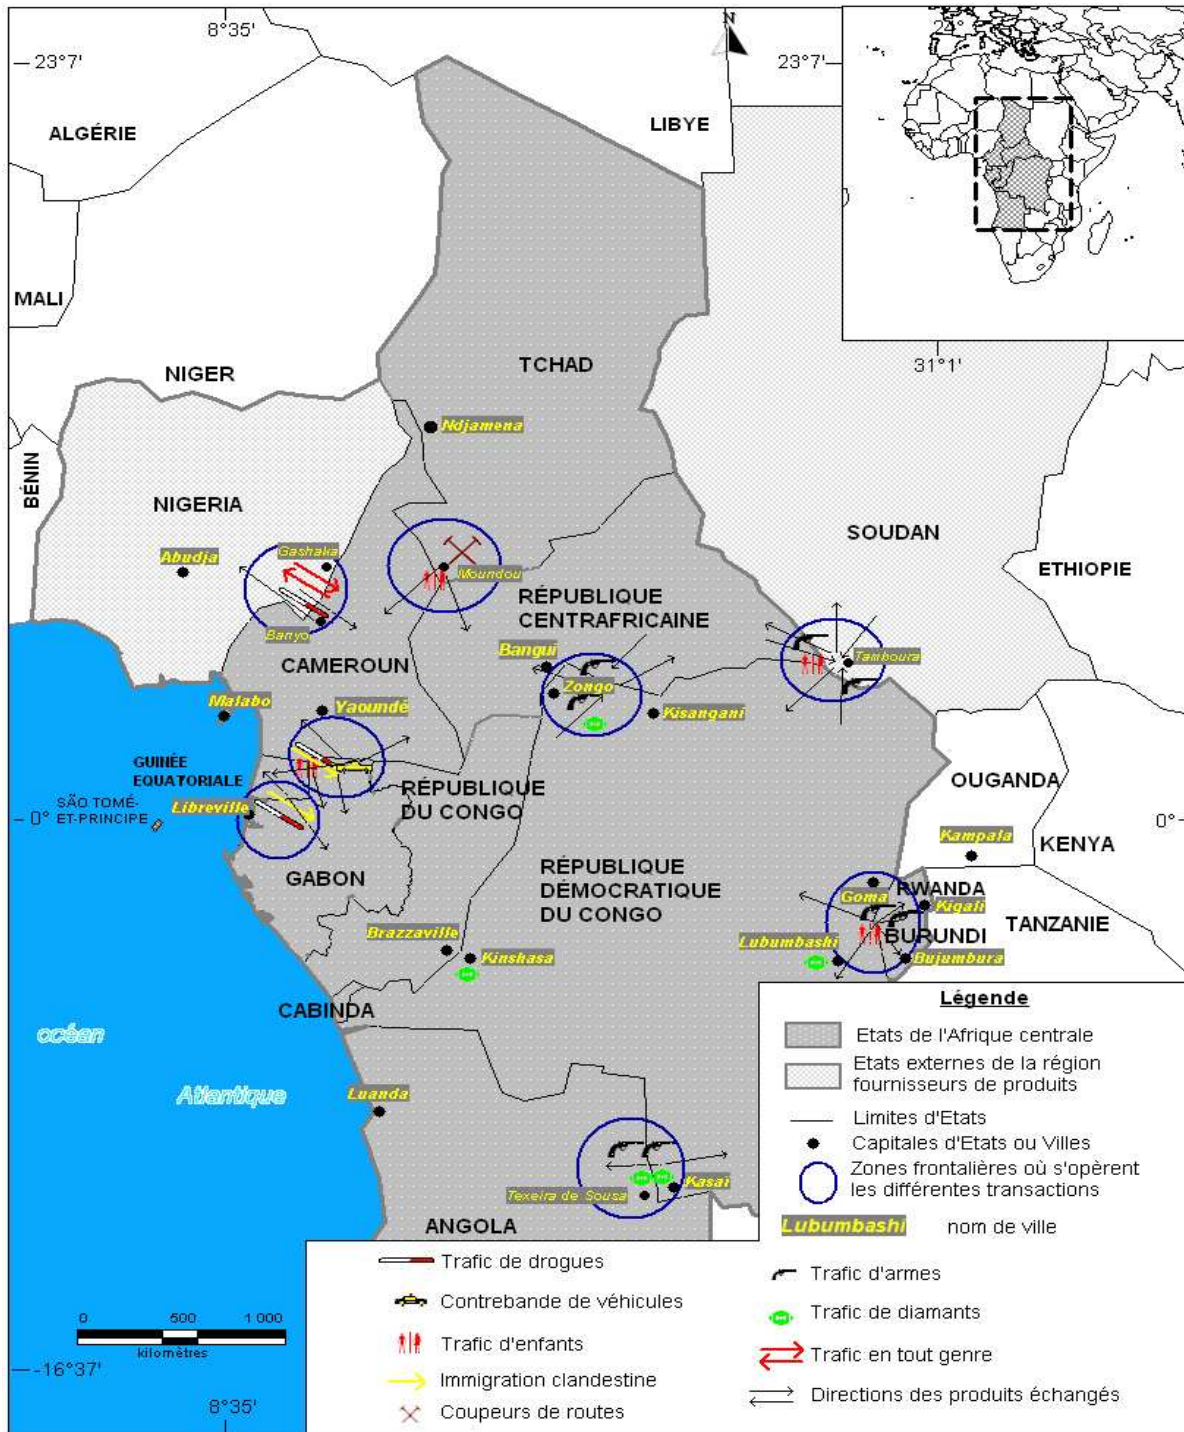 8°35'
N
23°7'
23°7'
24°
ALGÉRIE
LIBYE
MALI
31°1'
TCHAD
NIGER
Ndjamena
BÉNIN
NIGERIA
SOUDAN
Gashaka
Abudja
Moundou
ETHIOPIE
RÉPUBLIQUE
CENTRAFRICAINE
Banyo
Bangui
Tamboura
CAMEROUN
Zongo
Malabo
Yaoundé
Kisangani
GUINÉE
EQUATORIALE
OUGANDA
RÉPUBLIQUE
DU CONGO
SÃO TOMÉ-
ET-PRINCIPE
Libreville
0°
0°
Kampala
KENYA
RÉPUBLIQUE
DÉMOCRATIQUE
DU CONGO
GABON
Goma
RWANDA
Kigali
TANZANIE
Brazzaville
Lubumbashi
BURUNDI
Kinshasa
Bujumbura
CABINDA
océan
Atlantique
Luanda
Kasai
Texeira de Sousa
ANGOLA
Légende
Etats de l'Afrique centrale
Etats externes de la région
fournisseurs de produits
Limites d'Etats
Capitales d'Etats ou Villes
Zones frontalières où s'opèrent
les différentes transactions
Lubumbashi nom de ville
Trafic de drogues
Contrebande de véhicules
Trafic d'enfants
Immigration clandestine
Coupeurs de routes
Trafic d'armes
Trafic de diamants
Trafic en tout genre
Directions des produits échangés
0 500 1 000
kilomètres
-16°37'
8°35'